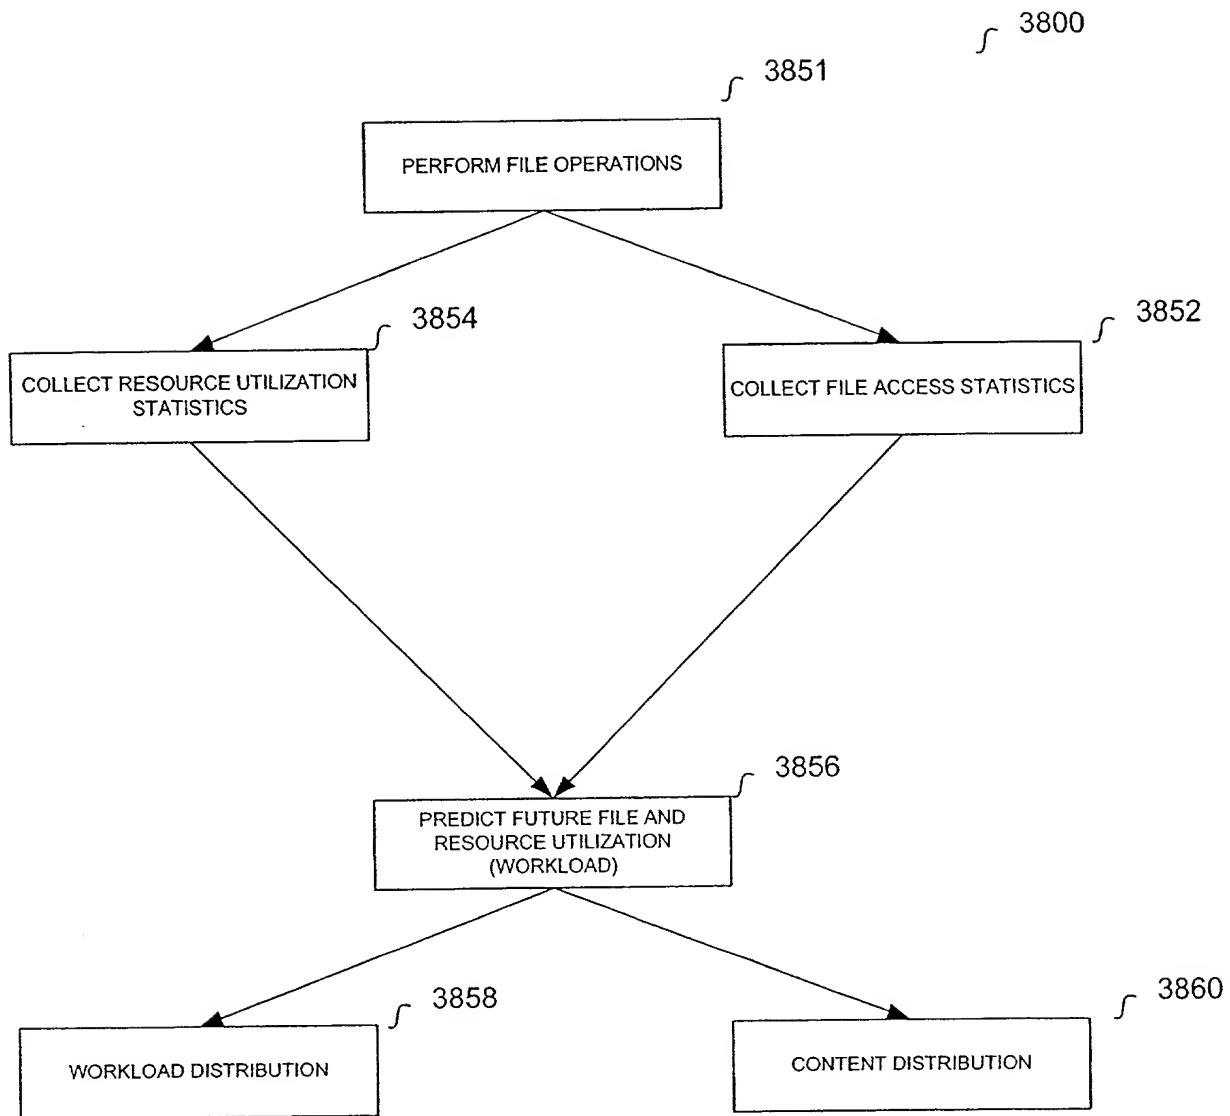 3800
3851
PERFORM FILE OPERATIONS
3854
3852
COLLECT RESOURCE UTILIZATION
STATISTICS
COLLECT FILE ACCESS STATISTICS
3856
PREDICT FUTURE FILE AND
RESOURCE UTILIZATION
(WORKLOAD)
3858
3860
WORKLOAD DISTRIBUTION
CONTENT DISTRIBUTION